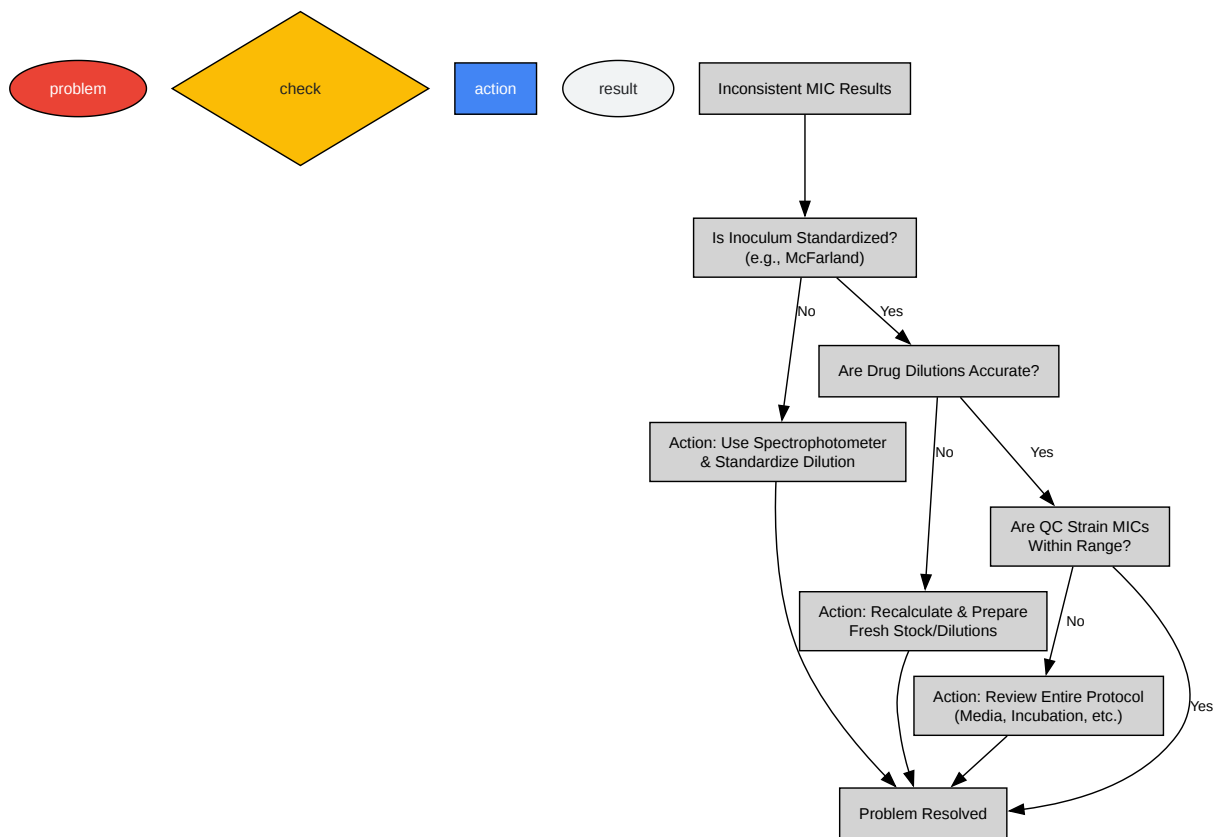 problem
check
action
result
Inconsistent MIC Results
Is Inoculum Standardized?
(e.g., McFarland)
No
Yes
Are Drug Dilutions Accurate?
Action: Use Spectrophotometer
& Standardize Dilution
No
Yes
Are QC Strain MICs
Within Range?
Action: Recalculate & Prepare
Fresh Stock/Dilutions
No
Action: Review Entire Protocol
(Media, Incubation, etc.)
Yes
Problem Resolved